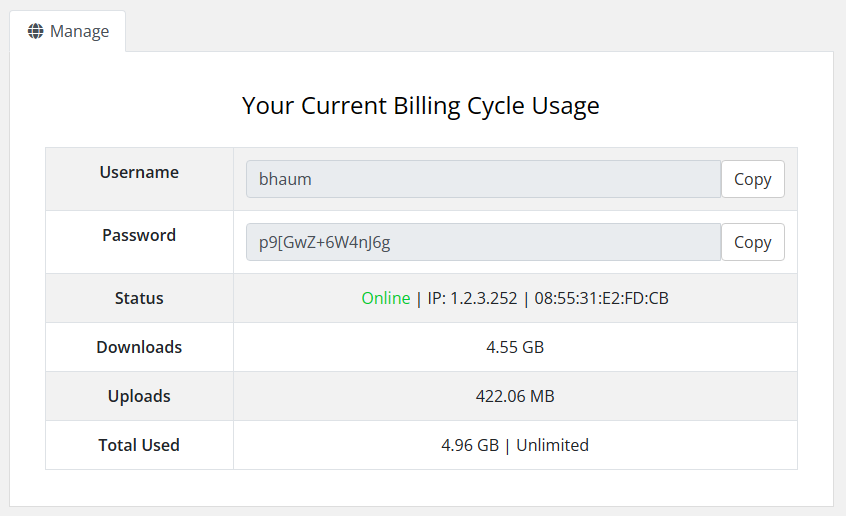 Manage
Your Current Billing Cycle Usage
Username bhaum Copy
Password p9[GwZ+6W4nJ6g Copy
Status Online | IP: 1.2.3.252 | 08:55:31:E2:FD:CB
Downloads 4.55 GB
Uploads 422.06 MB
Total Used 4.96 GB | Unlimited